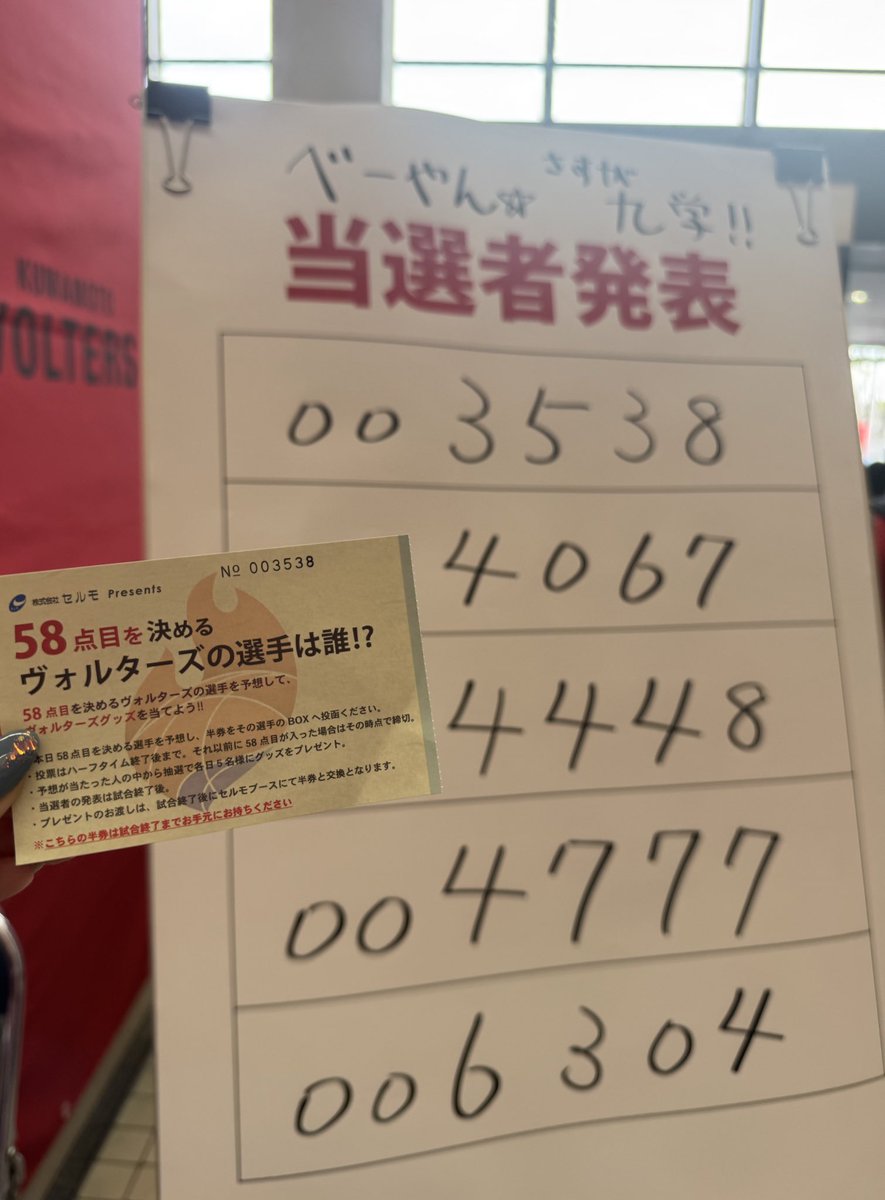 べーやん☆ さすが
九学!!
当選者発表
003538
4067
4448
004777
006304
KUMAMOTO
VOLTERS
No 003538
株式会社 セルモ Presents
58点目を決める
ヴォルターズの選手は誰!?
58点目を決めるヴォルターズの選手を予想して、
ヴォルターズグッズを当てよう!!
本日58点目を決める選手を予想し、半券をその選手のBOXへ投函ください。
・投票はハーフタイム終了後まで。それ以前に58点目が入った場合はその時点で締切。
・予想が当たった人の中から抽選で各日5名様にグッズをプレゼント。
・当選者の発表は試合終了後。
・プレゼントのお渡しは、試合終了後にセルモブースにて半券と交換となります。
※こちらの半券は試合終了までお手元にお持ちください